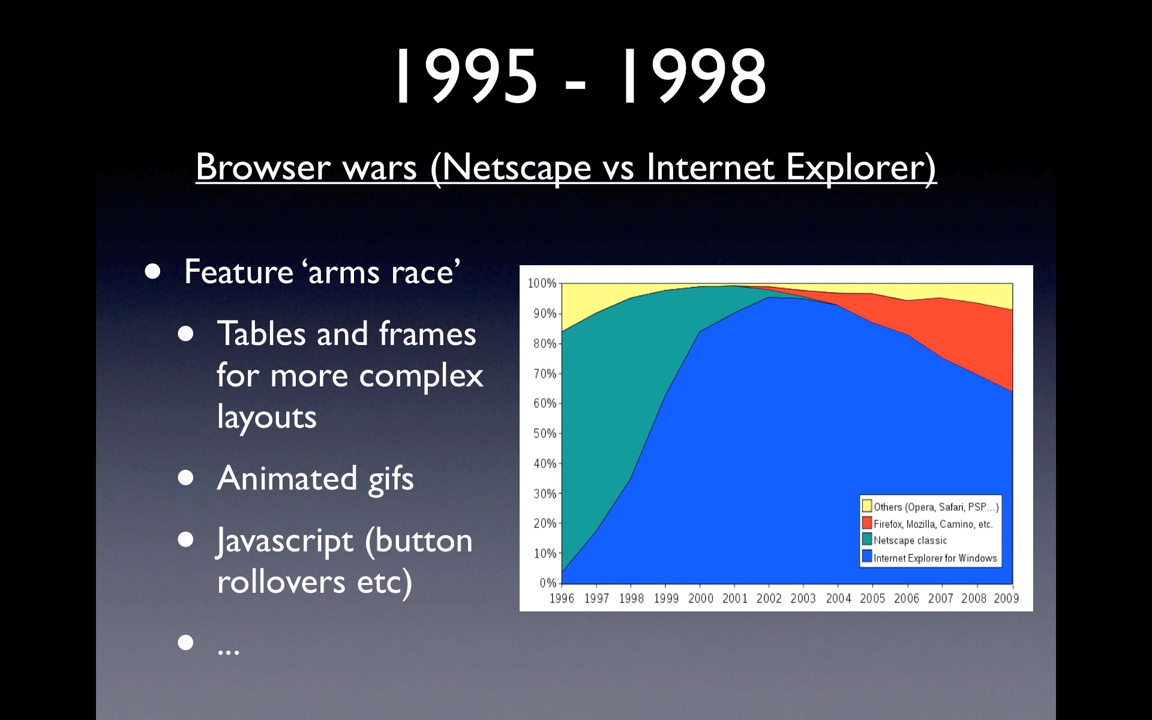 1995 - 1998
Browser wars (Netscape vs Internet Explorer)
• Feature ‘arms race’
• Tables and frames
for more complex
layouts
• Animated gifs
• Javascript (button
rollovers etc)
• ...
100%
90%
80%
70%
60%
50%
40%
30%
20%
10%
0%
1996 1997 1998 1999 2000 2001 2002 2003 2004 2005 2006 2007 2008 2009
Others (Opera, Safari, PSP...)
Firefox, Mozilla, Camino, etc.
Netscape classic
Internet Explorer for Windows